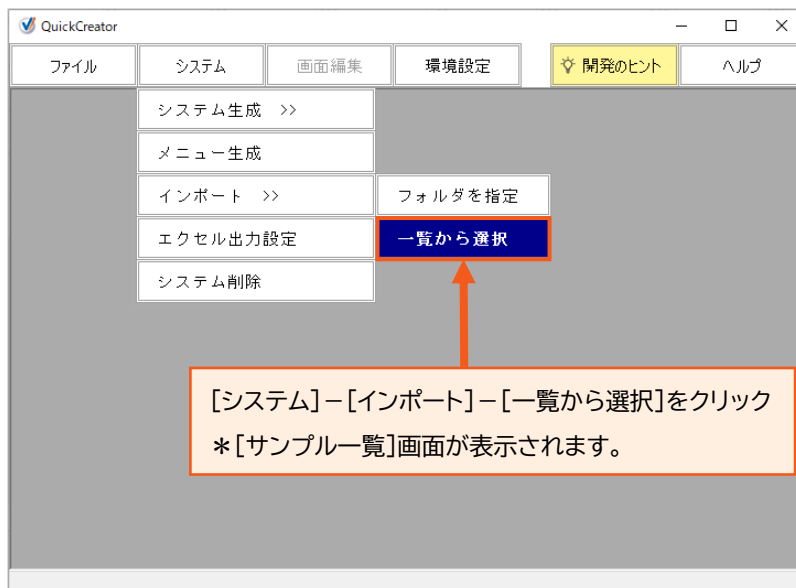 QuickCreator
ファイル システム 画面編集 環境設定 開発のヒント ヘルプ
システム生成 >>
メニュー生成
インポート >> フォルダを指定
エクセル出力設定 一覧から選択
システム削除
[システム]－[インポート]－[一覧から選択]をクリック
＊[サンプル一覧]画面が表示されます。